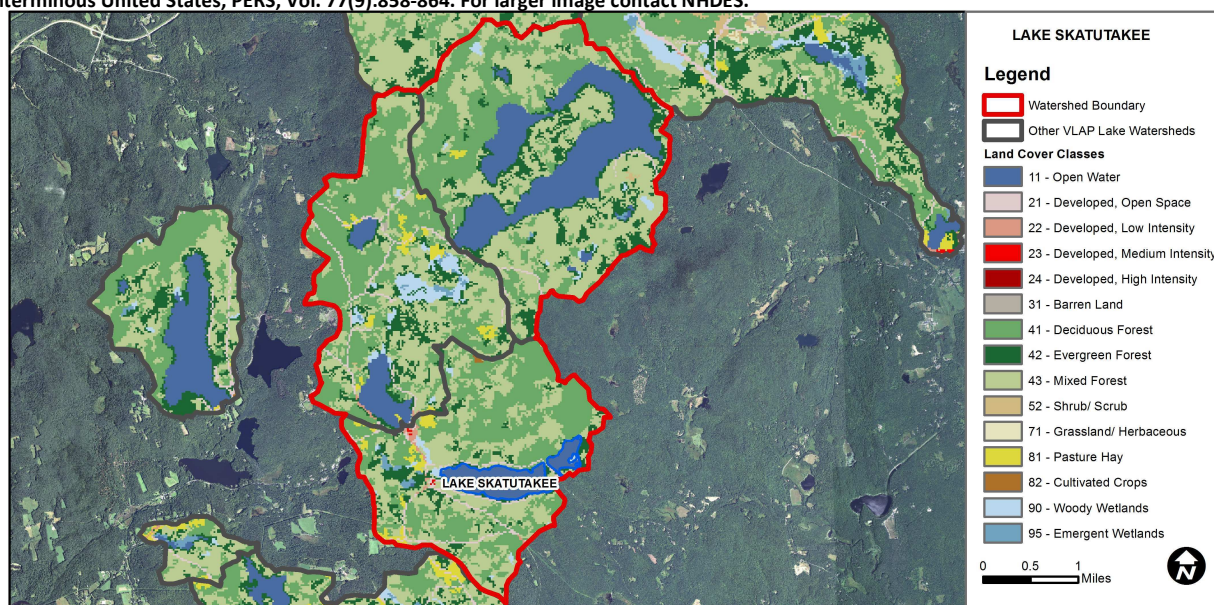 nterminous United States, PERS, Vol. 77(9):858-864. For larger image contact NHDES.
LAKE SKATUTAKEE
Legend
Watershed Boundary
Other VLAP Lake Watersheds
Land Cover Classes
11 - Open Water
21 - Developed, Open Space
22 - Developed, Low Intensity
23 - Developed, Medium Intensity
24 - Developed, High Intensity
31 - Barren Land
41 - Deciduous Forest
42 - Evergreen Forest
43 - Mixed Forest
52 - Shrub/ Scrub
71 - Grassland/ Herbaceous
81 - Pasture Hay
82 - Cultivated Crops
90 - Woody Wetlands
95 - Emergent Wetlands
0 0.5 1
Miles
N
LAKE SKATUTAKEE